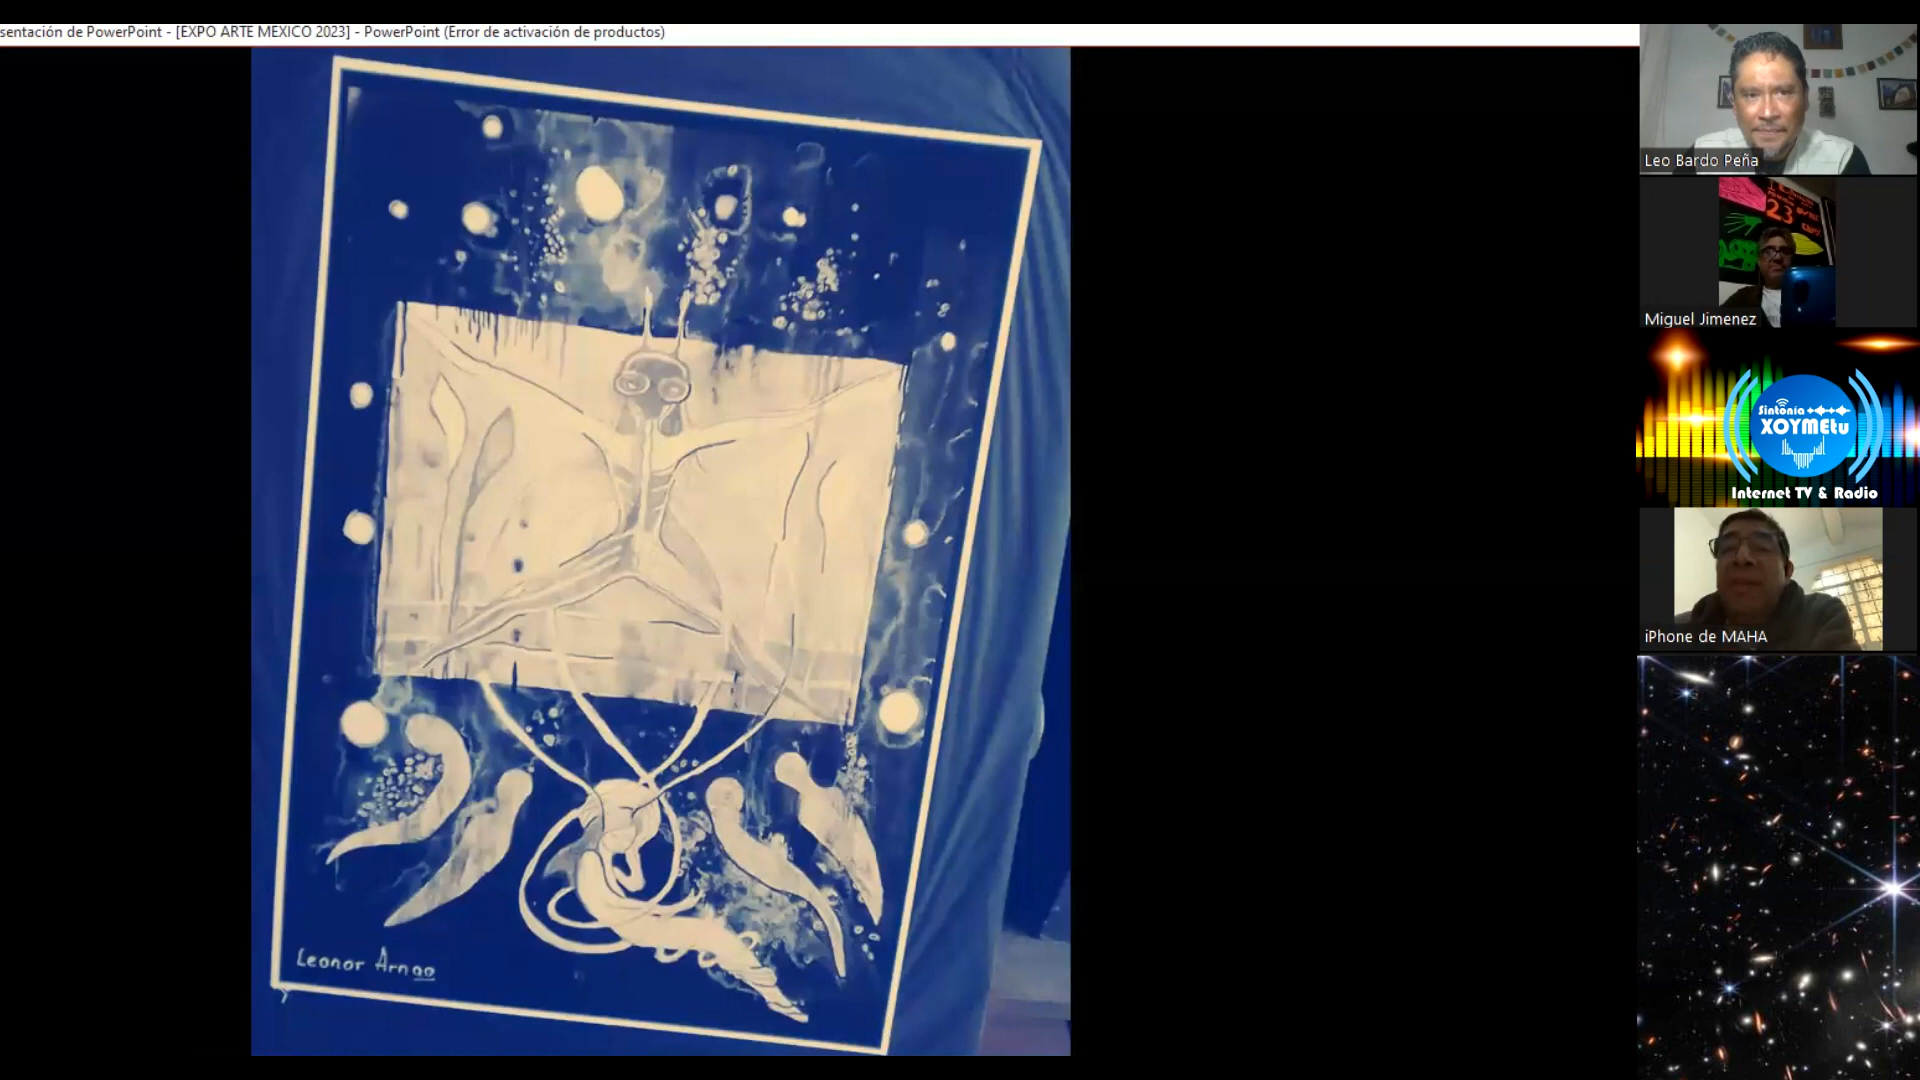 sentación de PowerPoint - [EXPO ARTE MEXICO 2023] - PowerPoint (Error de activación de productos)
Leo Bardo Peña
23
Miguel Jimenez
Sintonía
XOYMEtu
Internet TV & Radio
iPhone de MAHA
Leonor Arnao